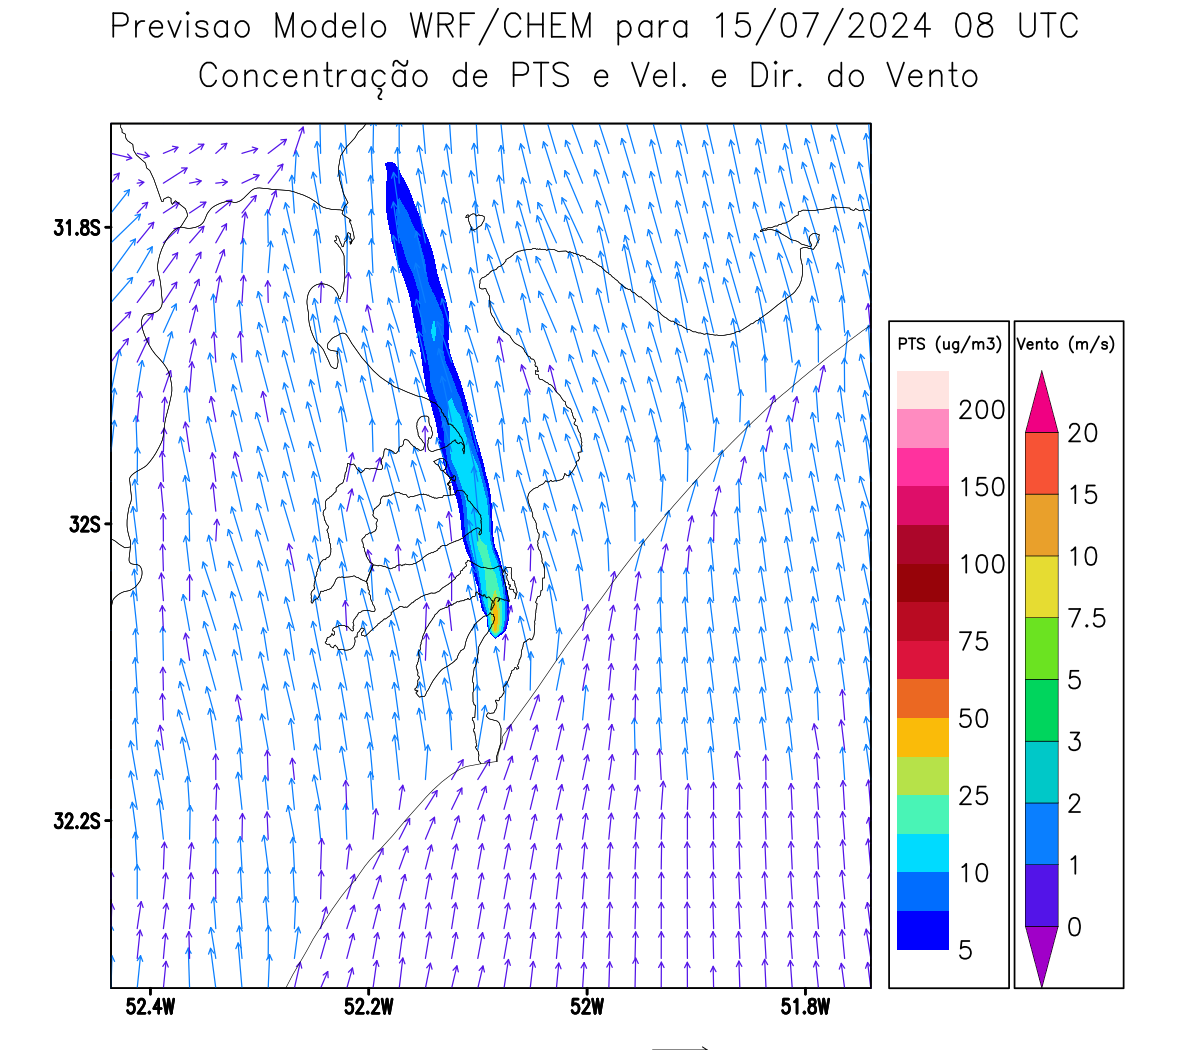 Previsao Modelo WRF/CHEM para 15/07/2024 08 UTC
Concentração de PTS e Vel. e Dir. do Vento
31.8S
32S
32.2S
52.4W 52.2W 52W 51.8W
PTS (ug/m3)
200
150
100
75
50
25
10
5
Vento (m/s)
20
15
10
7.5
5
3
2
1
0